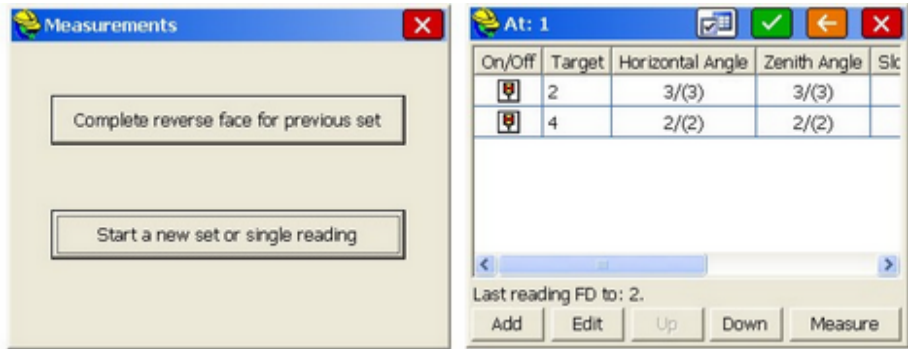 Measurements
Complete reverse face for previous set
Start a new set or single reading
At: 1
On/Off Target Horizontal Angle Zenith Angle Slo
2 3/(3) 3/(3)
4 2/(2) 2/(2)
Last reading FD to: 2.
Add Edit Up Down Measure